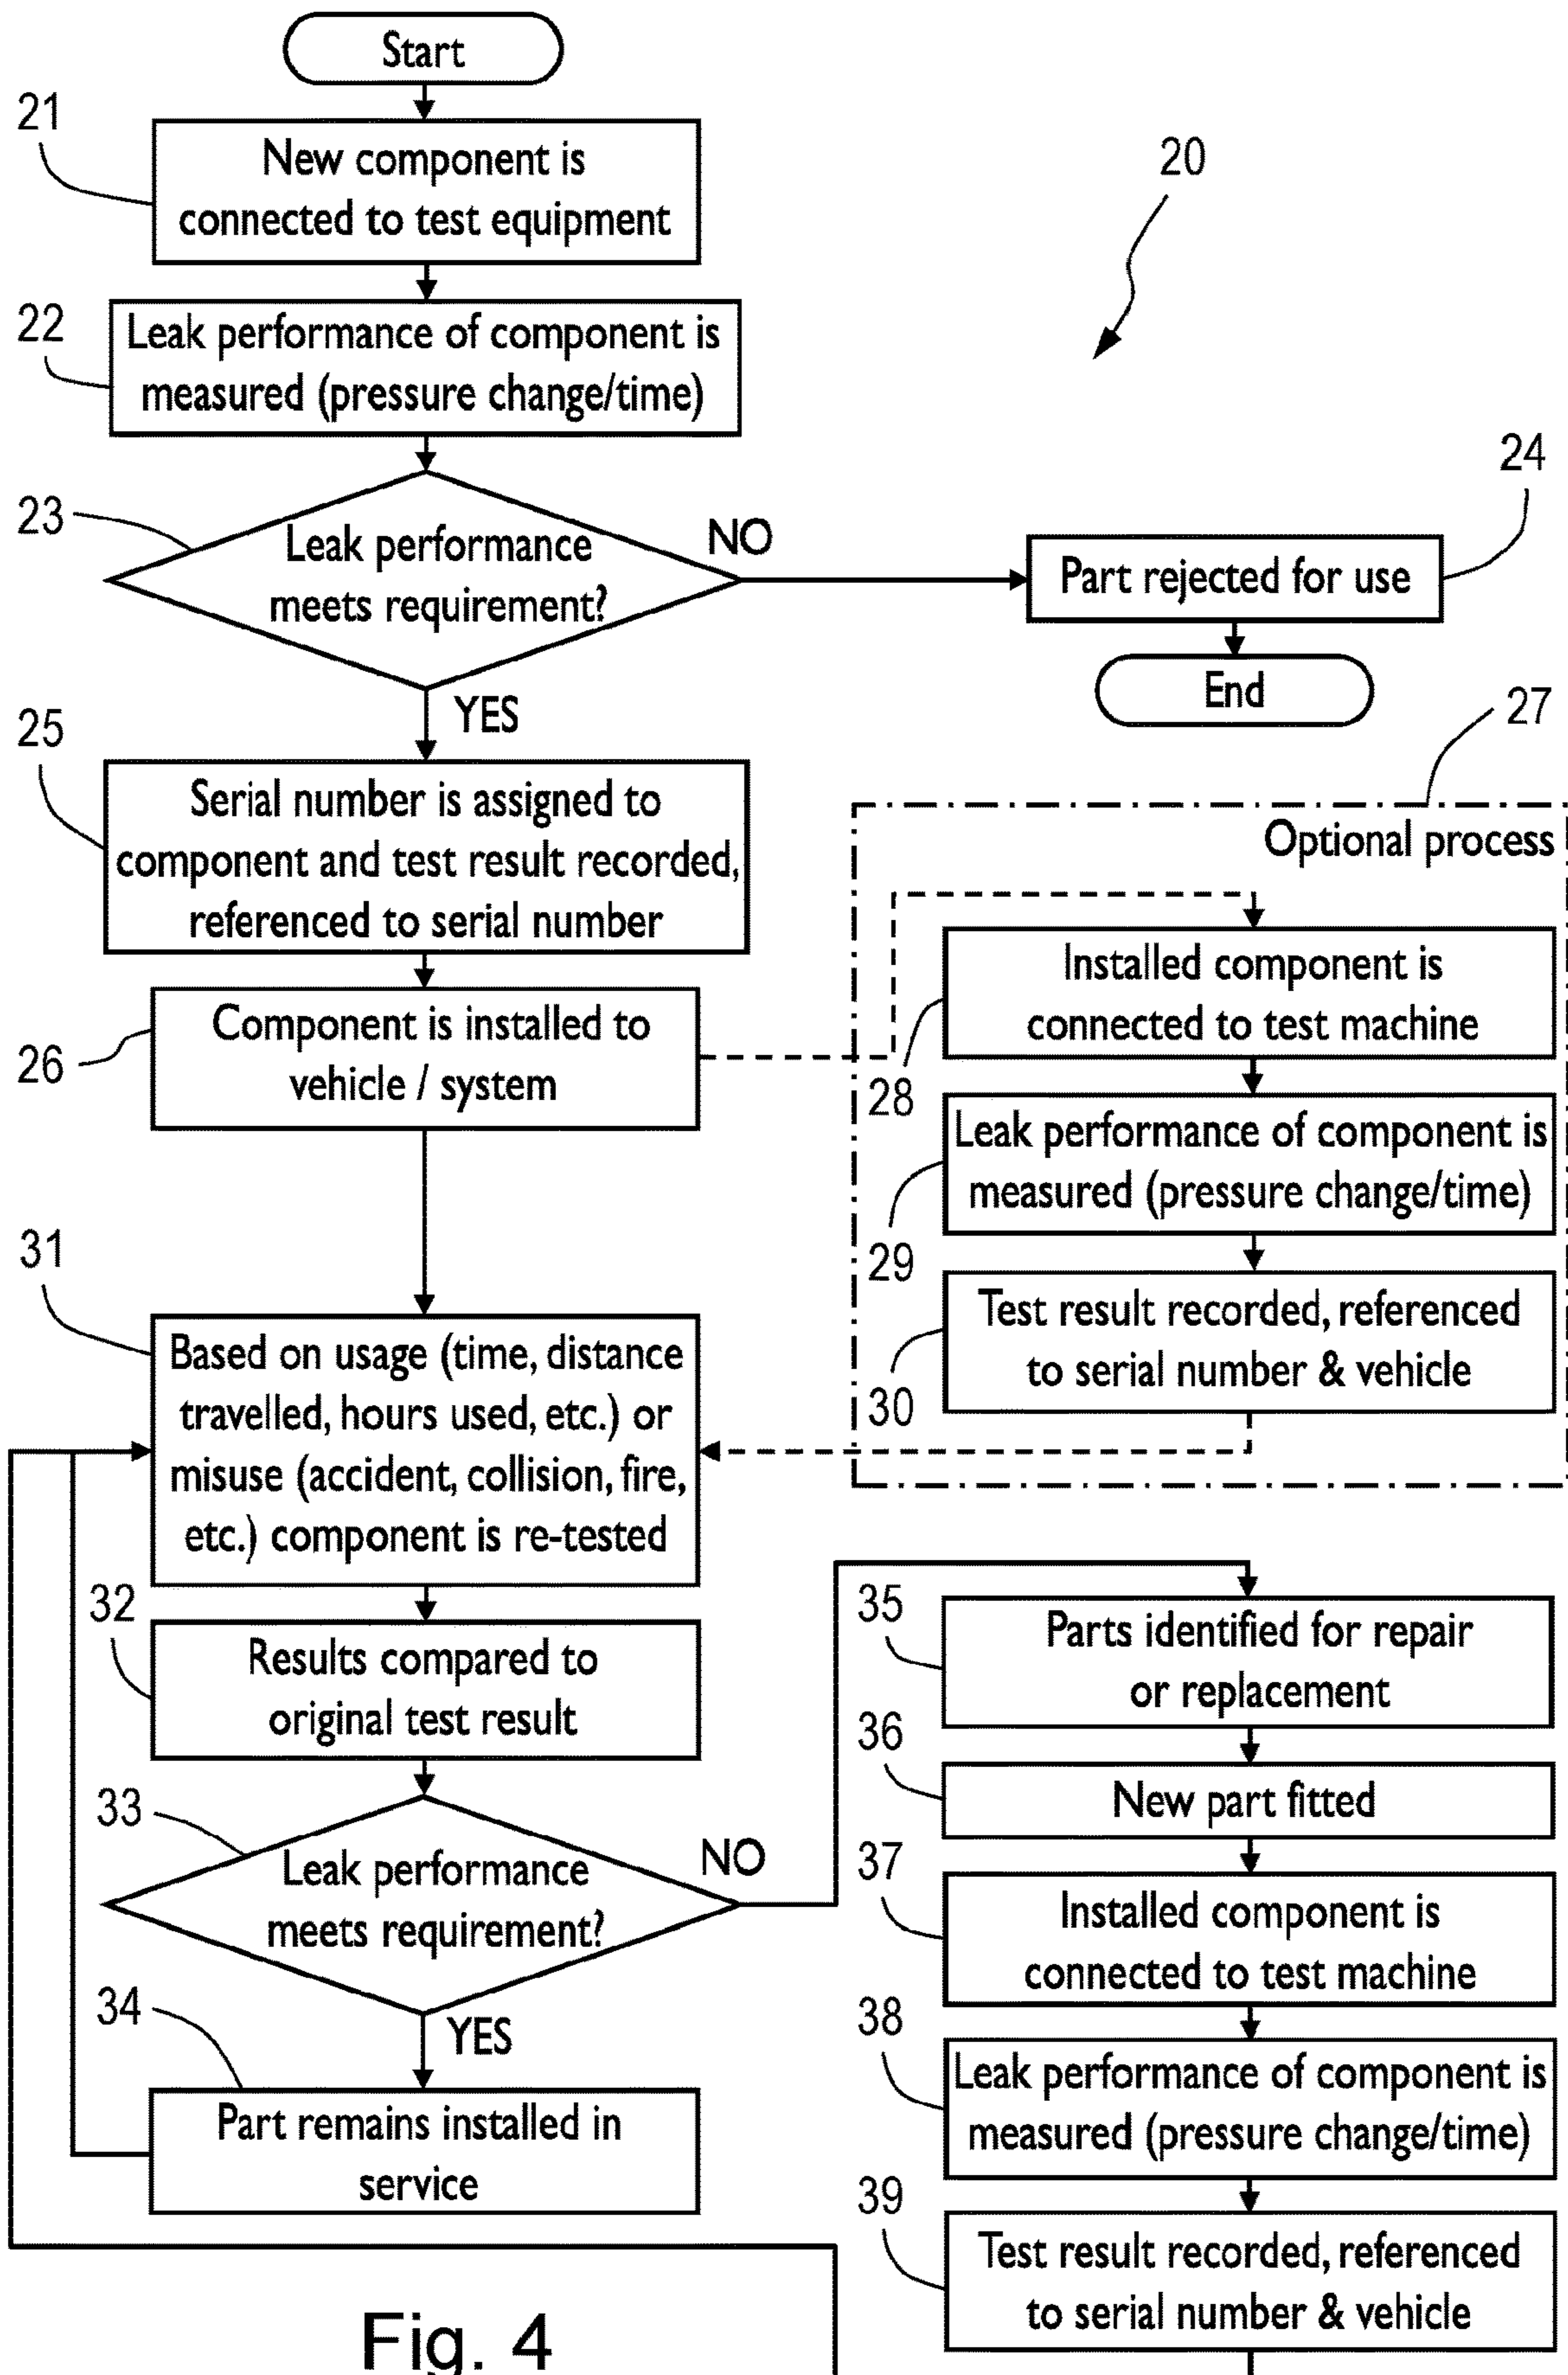 Start
21
New component is
connected to test equipment
20
22
Leak performance of component is
measured (pressure change/time)
23
Leak performance
meets requirement?
NO
24
Part rejected for use
End
YES
25
Serial number is assigned to
component and test result recorded,
referenced to serial number
26
Component is installed to
vehicle / system
27
Optional process
28
Installed component is
connected to test machine
29
Leak performance of component is
measured (pressure change/time)
30
Test result recorded, referenced
to serial number & vehicle
31
Based on usage (time, distance
travelled, hours used, etc.) or
misuse (accident, collision, fire,
etc.) component is re-tested
32
Results compared to
original test result
33
Leak performance
meets requirement?
NO
YES
34
Part remains installed in
service
35
Parts identified for repair
or replacement
36
New part fitted
37
Installed component is
connected to test machine
38
Leak performance of component is
measured (pressure change/time)
39
Test result recorded, referenced
to serial number & vehicle
Fig. 4